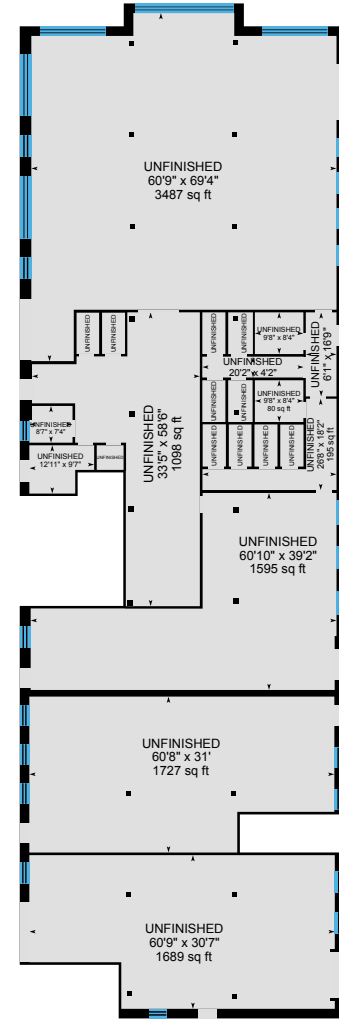 UNFINISHED
60'9" x 69'4"
3487 sq ft
UNFINISHED
UNFINISHED
UNFINISHED
UNFINISHED
UNFINISHED
9'8" x 8'4"
UNFINISHED
6'1" x 16'9"
UNFINISHED
20'2" x 4'2"
UNFINISHED
33'5" x 58'9"
1098 sq ft
UNFINISHED
UNFINISHED
UNFINISHED
9'8" x 8'4"
80 sq ft
UNFINISHED
8'7" x 7'4"
UNFINISHED
12'11" x 9'7"
UNFINISHED
UNFINISHED
UNFINISHED
UNFINISHED
UNFINISHED
UNFINISHED
26'8" x 18'2"
195 sq ft
UNFINISHED
60'10" x 39'2"
1595 sq ft
UNFINISHED
60'8" x 31'
1727 sq ft
UNFINISHED
60'9" x 30'7"
1689 sq ft